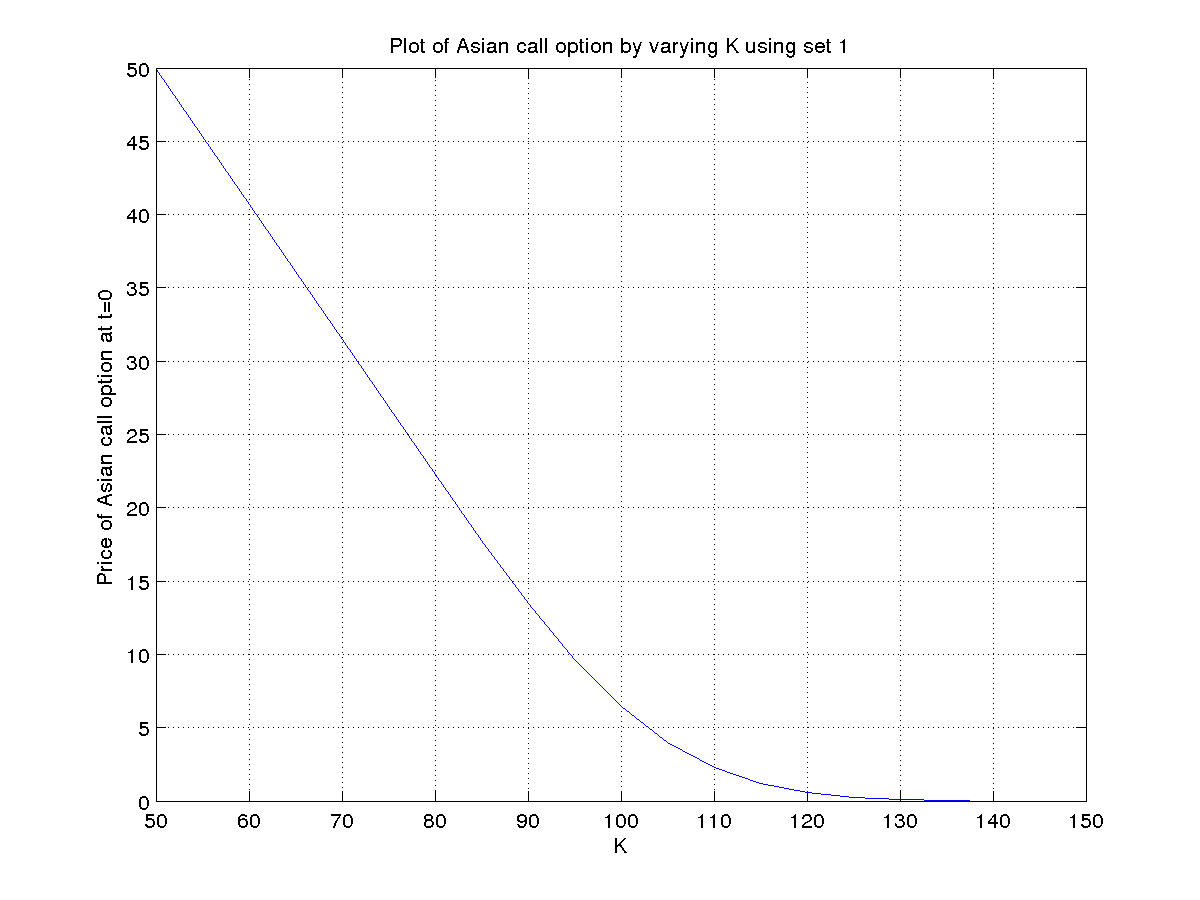 Plot of Asian call option by varying K using set 1
Price of Asian call option at t=0
50
45
40
35
30
25
20
15
10
5
0
50 60 70 80 90 100 110 120 130 140 150
K